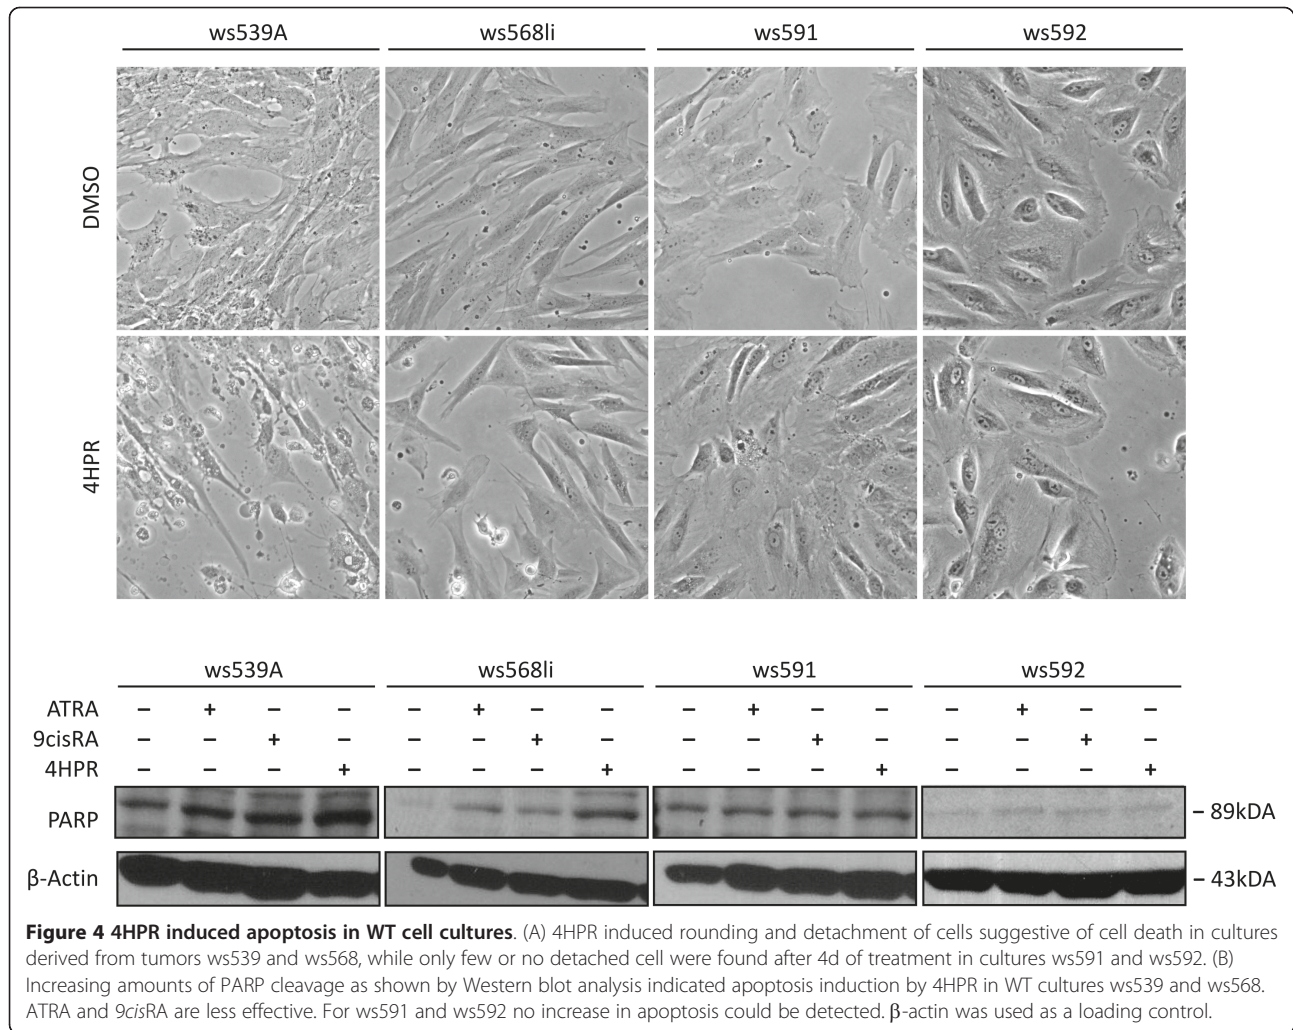 ws539A ws568li ws591 ws592
DMSO
4HPR
ws539A ws568li ws591 ws592
ATRA – + – – – + – – – + – – – + – –
9cisRA – – + – – – + – – – + – – – + –
4HPR – – – + – – – + – – – + – – – +
PARP – 89kDA
β-Actin – 43kDA
Figure 4 4HPR induced apoptosis in WT cell cultures. (A) 4HPR induced rounding and detachment of cells suggestive of cell death in cultures
derived from tumors ws539 and ws568, while only few or no detached cell were found after 4d of treatment in cultures ws591 and ws592. (B)
Increasing amounts of PARP cleavage as shown by Western blot analysis indicated apoptosis induction by 4HPR in WT cultures ws539 and ws568.
ATRA and 9cisRA are less effective. For ws591 and ws592 no increase in apoptosis could be detected. β-actin was used as a loading control.